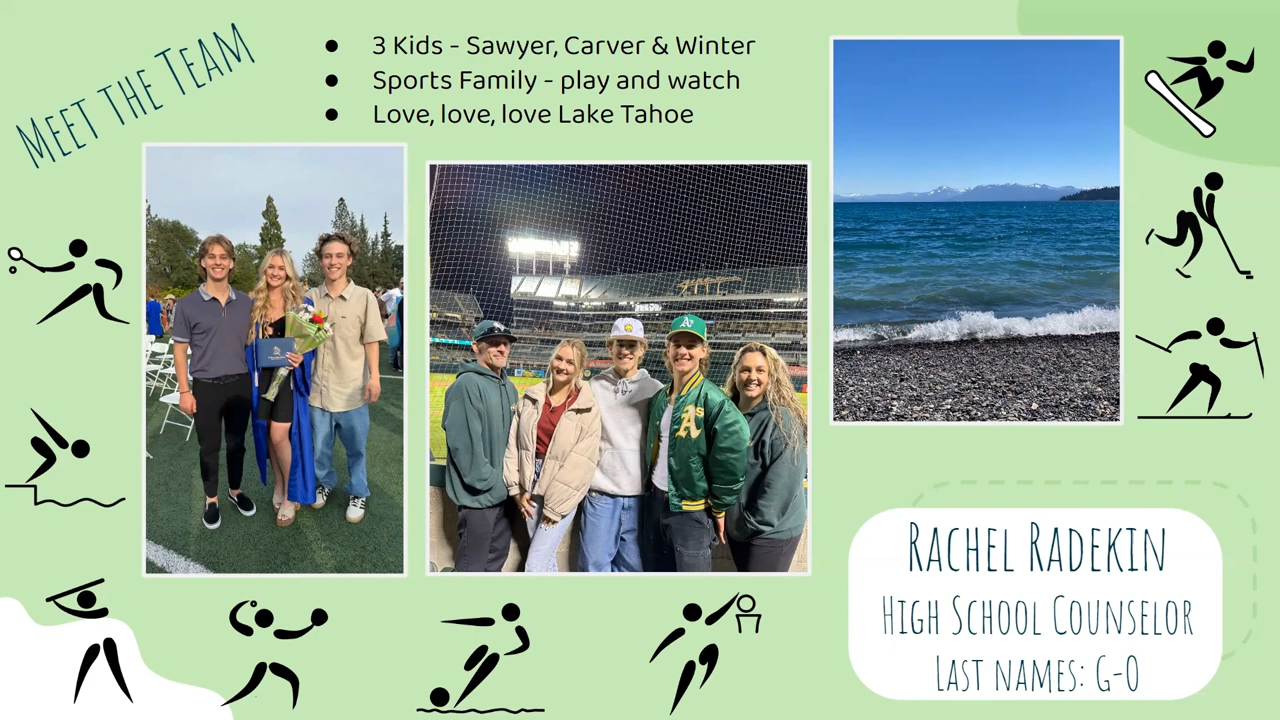 Meet the Team
● 3 Kids - Sawyer, Carver & Winter
● Sports Family - play and watch
● Love, love, love Lake Tahoe
A's
A's
Rachel Radekin
High School Counselor
Last names: G-O